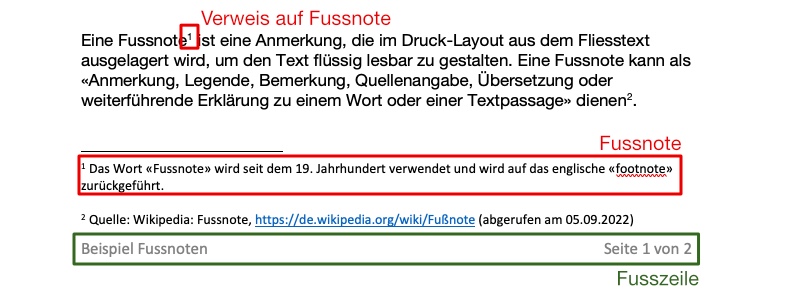 Verweis auf Fussnote
Eine Fussnote¹ ist eine Anmerkung, die im Druck-Layout aus dem Fliesstext
ausgelagert wird, um den Text flüssig lesbar zu gestalten. Eine Fussnote kann als
«Anmerkung, Legende, Bemerkung, Quellenangabe, Übersetzung oder
weiterführende Erklärung zu einem Wort oder einer Textpassage» dienen².
Fussnote
¹ Das Wort «Fussnote» wird seit dem 19. Jahrhundert verwendet und wird auf das englische «footnote»
zurückgeführt.
² Quelle: Wikipedia: Fussnote, https://de.wikipedia.org/wiki/Fußnote (abgerufen am 05.09.2022)
Beispiel Fussnoten Seite 1 von 2
Fusszeile